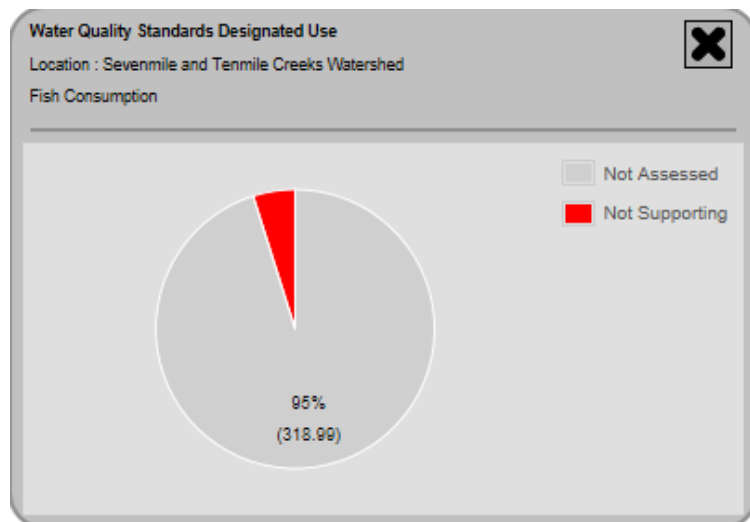 Water Quality Standards Designated Use
Location : Sevenmile and Tenmile Creeks Watershed
Fish Consumption
Not Assessed
Not Supporting
95%
(318.99)